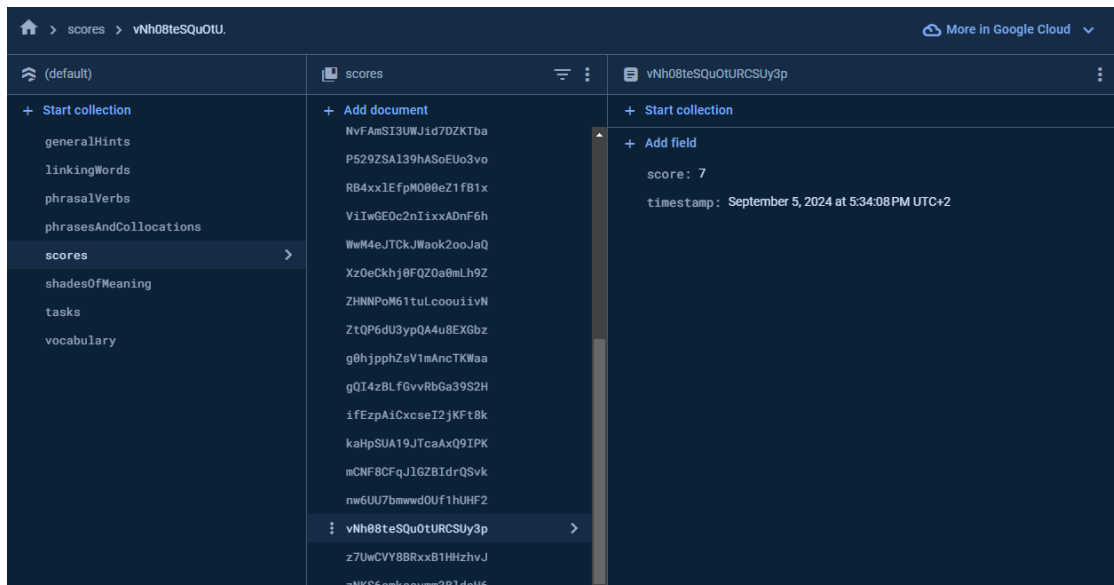 scores > vNh08teSQuOtU.
More in Google Cloud
(default)
+ Start collection
generalHints
linkingWords
phrasalVerbs
phrasesAndCollocations
scores
shadesOfMeaning
tasks
vocabulary
scores
+ Add document
NvFAmSI3UWJid7DZKTba
P529ZSAl39hASoEUo3vo
RB4xxlEfpMO00eZ1fB1x
ViIwGEOc2nIixxADnF6h
WwM4eJTCkJWaok2ooJaQ
XzOeCkhj0FQZOa0mLh9Z
ZHNNPoM61tuLcoouiivN
ZtQP6dU3ypQA4u8EXGbz
g0hjpphZsV1mAncTKWaa
gQI4zBLfGvvRbGa39S2H
ifEzpAiCxcseI2jKFt8k
kaHpSUA19JTcaAxQ9IPK
mCNF8CFqJlGZBIdrQSvk
nw6UU7bmwwdOUf1hUHF2
vNh08teSQuOtURCSUy3p
z7UwCVY8BRxxB1HHzhvJ
vNh08teSQuOtURCSUy3p
+ Start collection
+ Add field
score: 7
timestamp: September 5, 2024 at 5:34:08 PM UTC+2